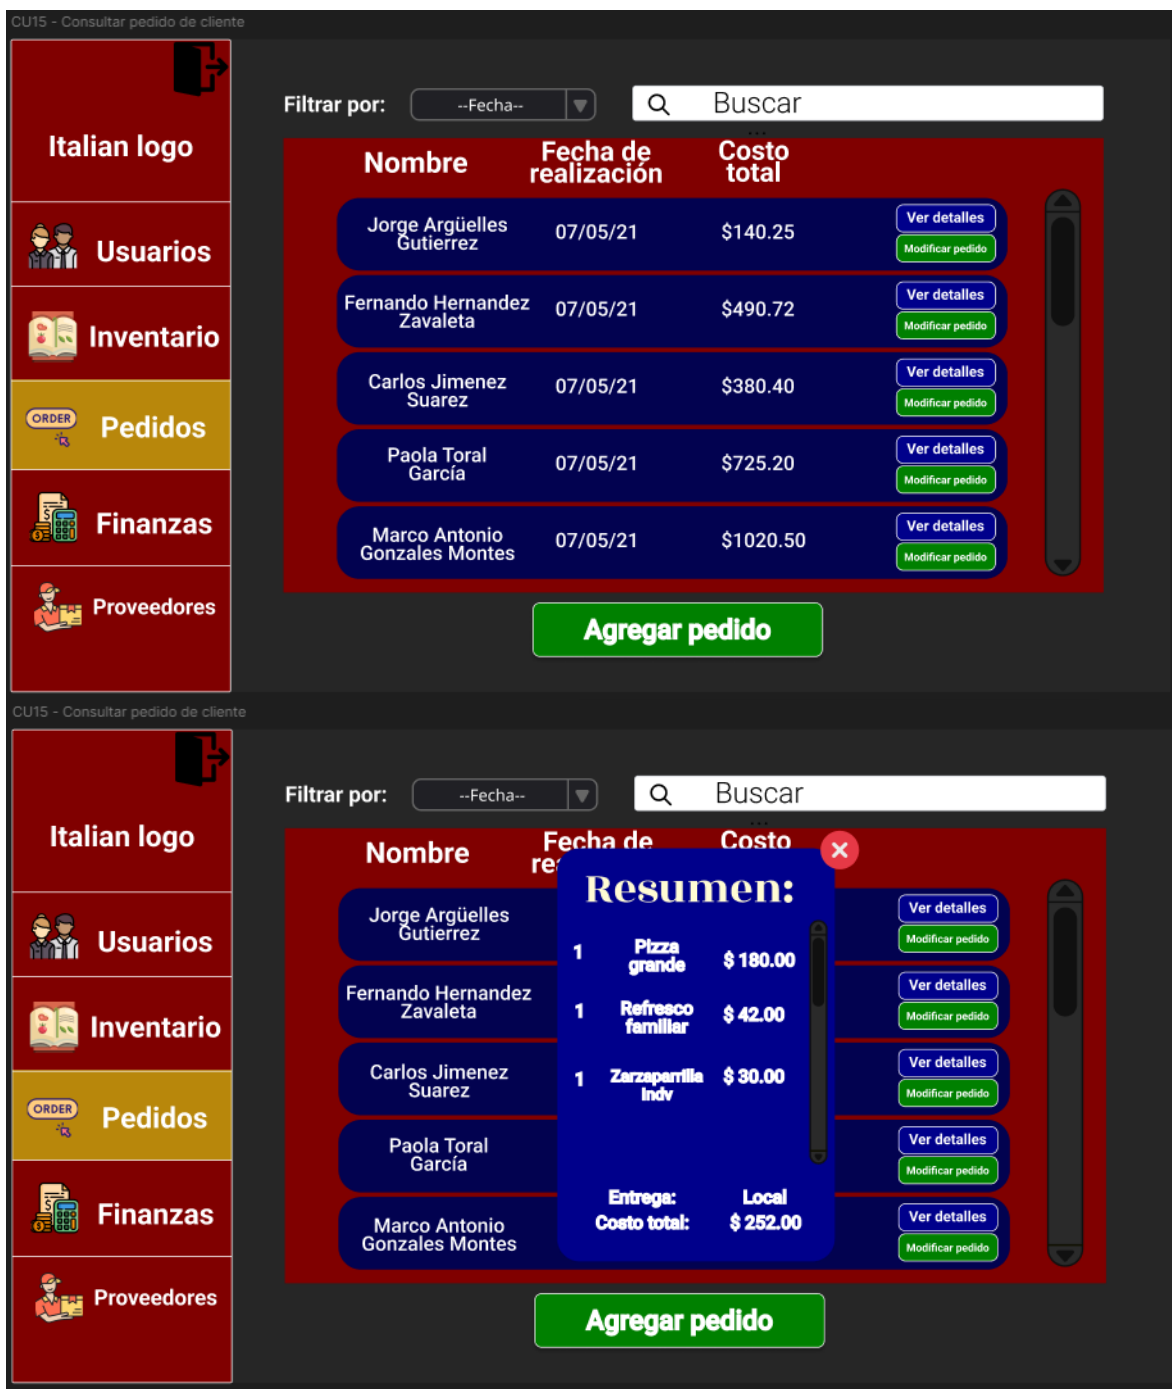 CU15 - Consultar pedido de cliente
Italian logo
Usuarios
Inventario
ORDER
Pedidos
Finanzas
Proveedores
Filtrar por:
--Fecha--
Buscar
...
Nombre
Fecha de
realización
Costo
total
Jorge Argüelles
Gutierrez
07/05/21
$140.25
Ver detalles
Modificar pedido
Fernando Hernandez
Zavaleta
07/05/21
$490.72
Ver detalles
Modificar pedido
Carlos Jimenez
Suarez
07/05/21
$380.40
Ver detalles
Modificar pedido
Paola Toral
García
07/05/21
$725.20
Ver detalles
Modificar pedido
Marco Antonio
Gonzales Montes
07/05/21
$1020.50
Ver detalles
Modificar pedido
Agregar pedido
CU15 - Consultar pedido de cliente
Italian logo
Usuarios
Inventario
ORDER
Pedidos
Finanzas
Proveedores
Filtrar por:
--Fecha--
Buscar
...
Nombre
Fecha de
re
Costo
Jorge Argüelles
Gutierrez
Ver detalles
Modificar pedido
Fernando Hernandez
Zavaleta
Ver detalles
Modificar pedido
Carlos Jimenez
Suarez
Ver detalles
Modificar pedido
Paola Toral
García
Ver detalles
Modificar pedido
Marco Antonio
Gonzales Montes
Ver detalles
Modificar pedido
Resumen:
1 Pizza grande $ 180.00
1 Refresco familiar $ 42.00
1 Zarzaparrilla indv $ 30.00
Entrega: Local
Costo total: $ 252.00
Agregar pedido